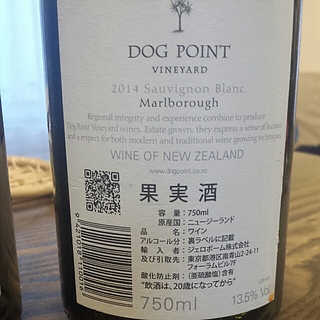 DOG POINT
VINEYARD
2014 Sauvignon Blanc
Marlborough
Regional integrity and experience combine to produce
Dog Point Vineyard wines. Estate grown, they express a sense of location
and a respect for both modern and traditional wine growing techniques.
WINE OF NEW ZEALAND
www.dogpoint.co.nz
果実酒
容量:750ml
原産国:ニュージーランド
品名:ワイン
アルコール分:裏ラベルに記載
輸入者:ジェロボーム株式会社
及び引取先:東京都港区南青山2-24-11
フォーラムビル7F
酸化防止剤:(亜硫酸塩)含有
"飲酒は、20歳になってから"
750ml
13.5% Vol
9421018110016